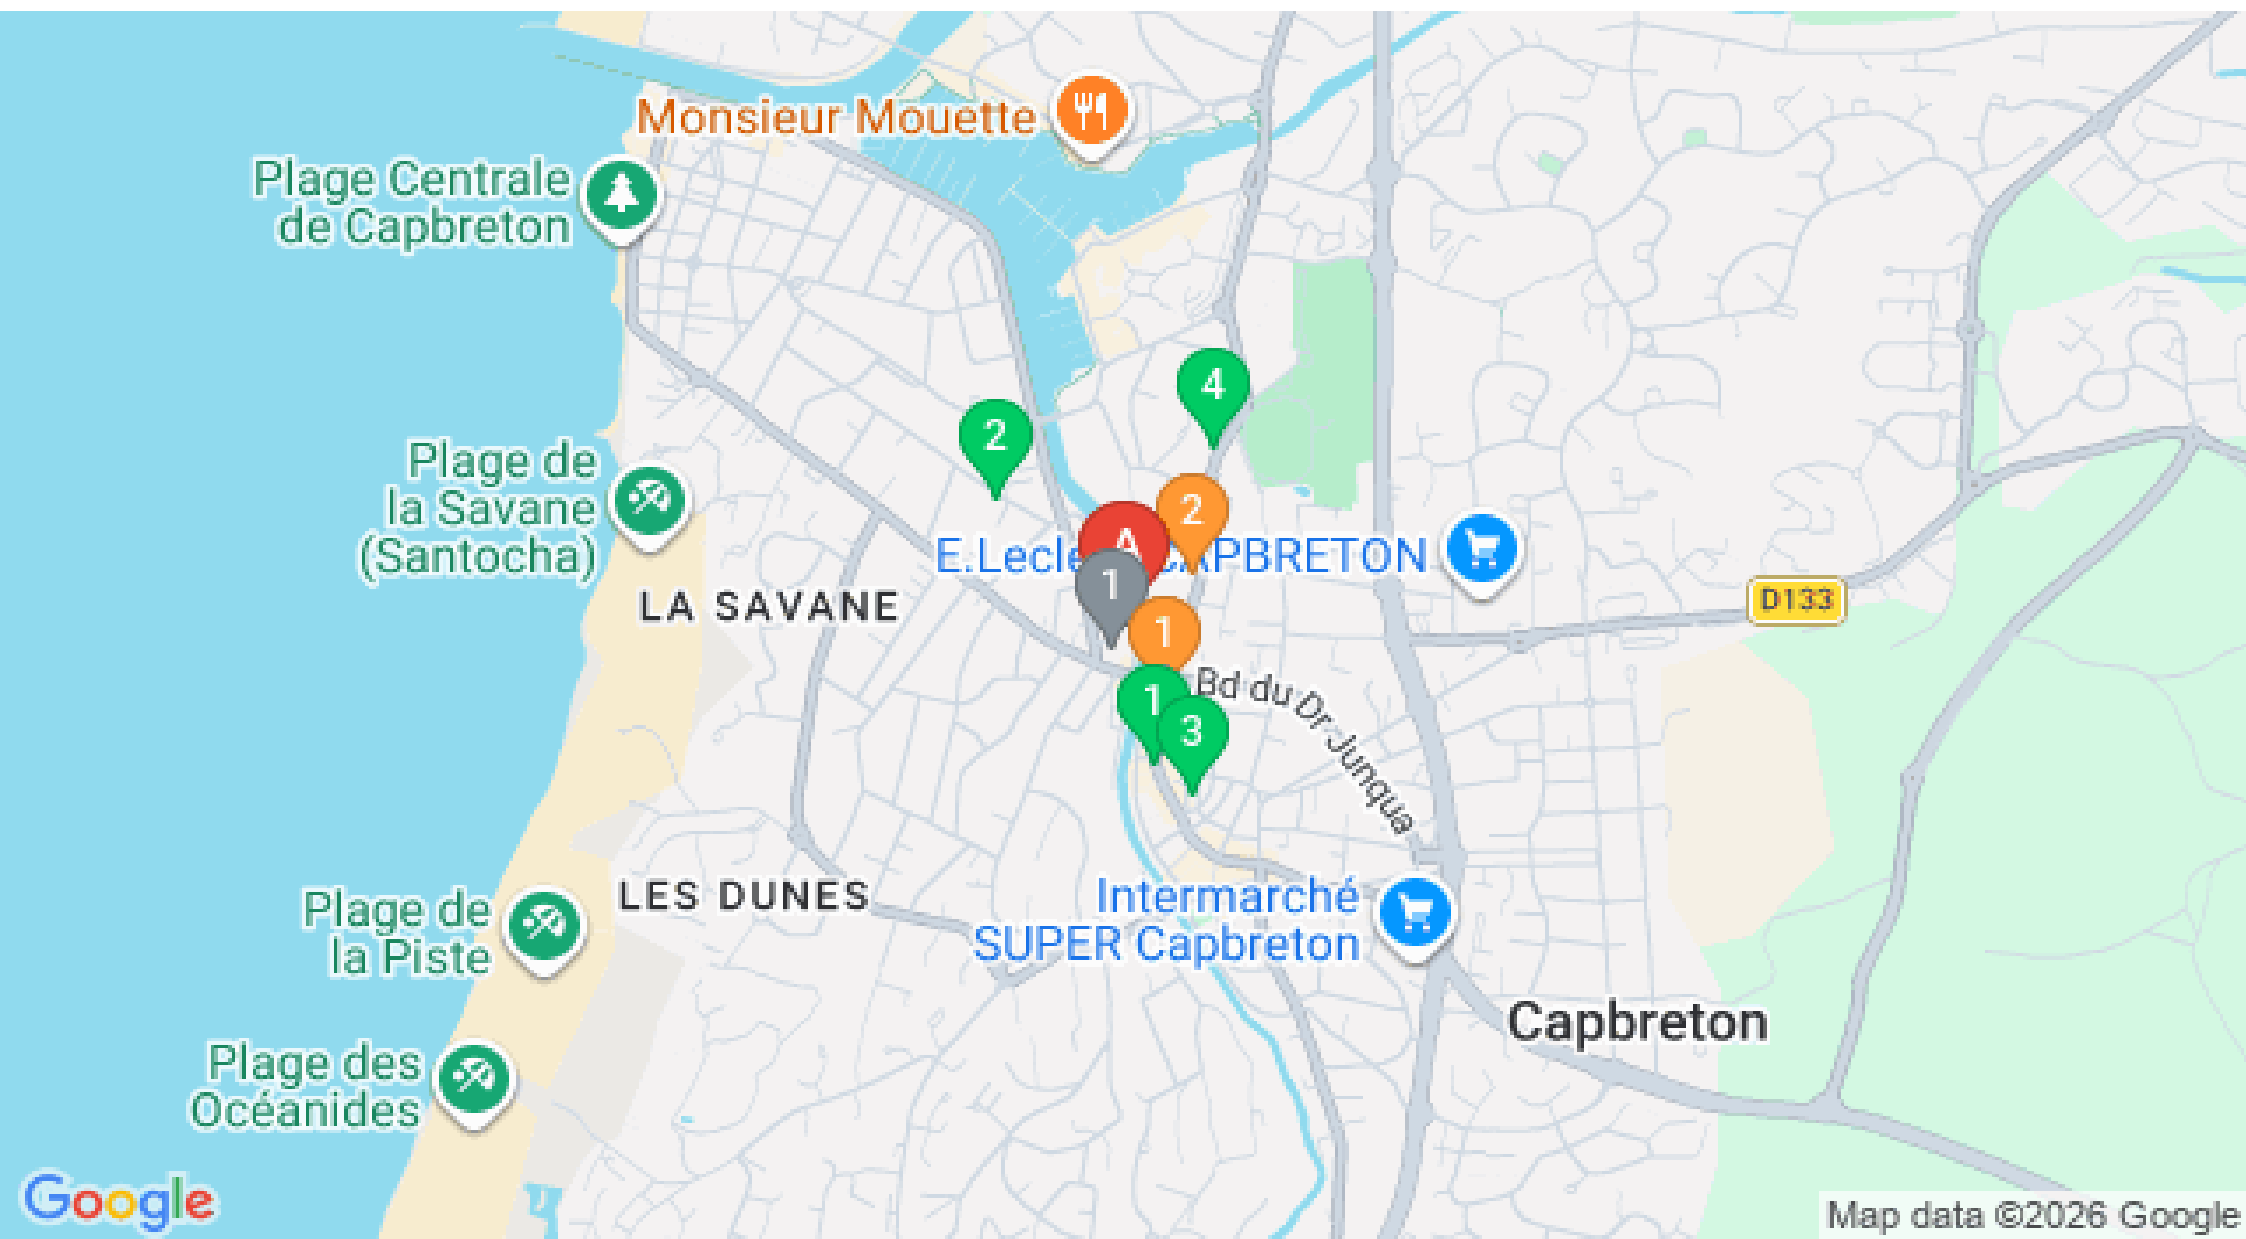 Monsieur Mouette
Plage Centrale
de Capbreton
4
2
Plage de
la Savane
(Santocha)
2
A
E.Lecle
APBRETON
1
D133
LA SAVANE
1
Bd du Dr Junqua
1
3
LES DUNES
Plage de
la Piste
Intermarché
SUPER Capbreton
Capbreton
Plage des
Océanides
Google
Map data ©2026 Google